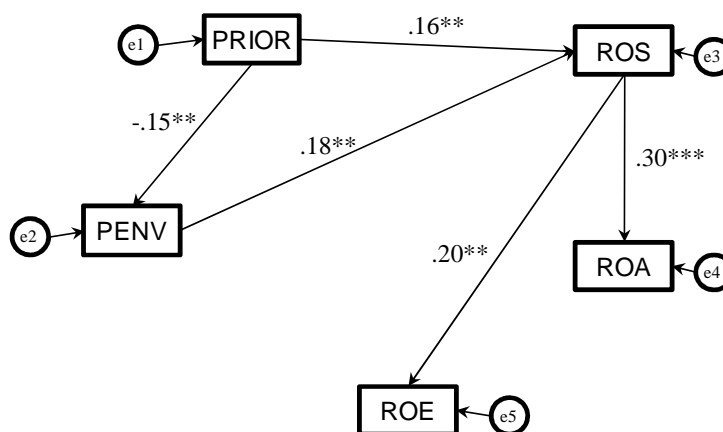 e1
PRIOR
.16**
ROS
e3
-.15**
.18**
.30***
e2
PENV
.20**
ROA
e4
ROE
e5